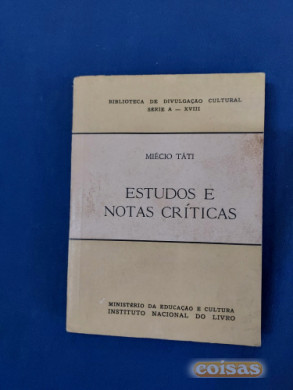 BIBLIOTECA DE DIVULGAÇÃO CULTURAL
SÉRIE A — XVIII
MIÉCIO TÁTI
ESTUDOS E
NOTAS CRÍTICAS
MINISTÉRIO DA EDUCAÇÃO E CULTURA
INSTITUTO NACIONAL DO LIVRO
coisas